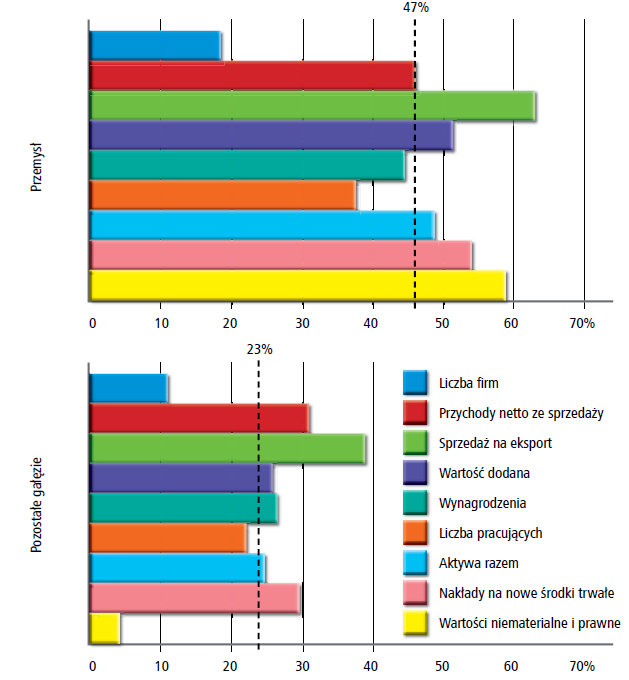 47%
Przemysł
0 10 20 30 40 50 60 70%
23%
Pozostałe gałęzie
Liczba firm
Przychody netto ze sprzedaży
Sprzedaż na eksport
Wartość dodana
Wynagrodzenia
Liczba pracujących
Aktywa razem
Nakłady na nowe środki trwałe
Wartości niematerialne i prawne
0 10 20 30 40 50 60 70%